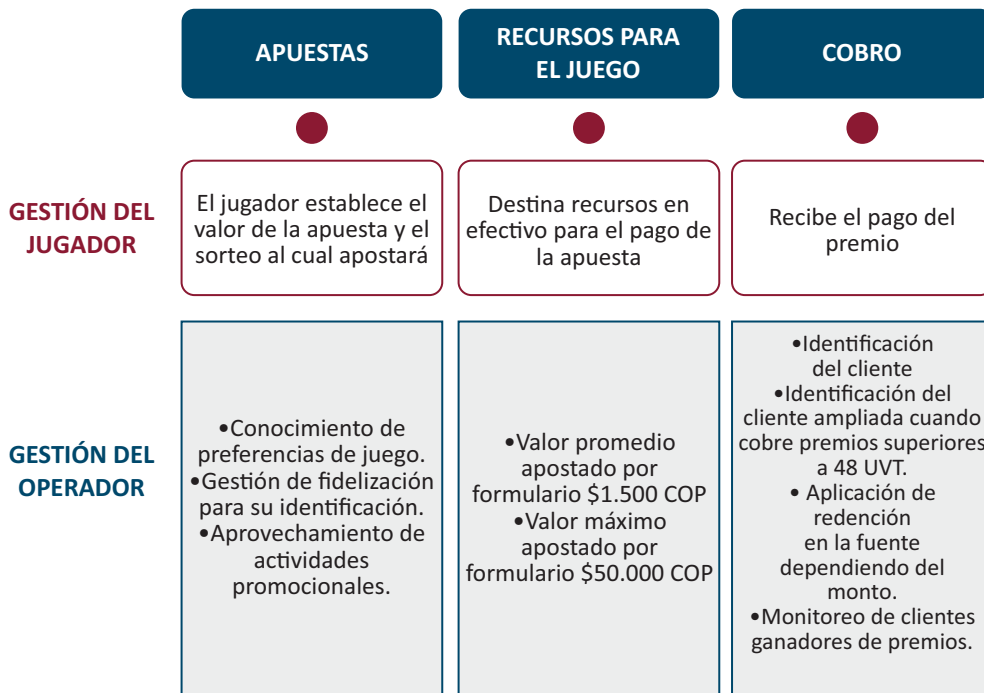 APUESTAS
RECURSOS PARA
EL JUEGO
COBRO
GESTIÓN DEL
JUGADOR
El jugador establece el
valor de la apuesta y el
sorteo al cual apostará
Destina recursos en
efectivo para el pago de
la apuesta
Recibe el pago del
premio
GESTIÓN DEL
OPERADOR
•Conocimiento de
preferencias de juego.
•Gestión de fidelización
para su identificación.
•Aprovechamiento de
actividades
promocionales.
•Valor promedio
apostado por
formulario $1.500 COP
•Valor máximo
apostado por
formulario $50.000 COP
•Identificación
del cliente
•Identificación del
cliente ampliada cuando
cobre premios superiores
a 48 UVT.
• Aplicación de
redención
en la fuente
dependiendo del
monto.
•Monitoreo de clientes
ganadores de premios.